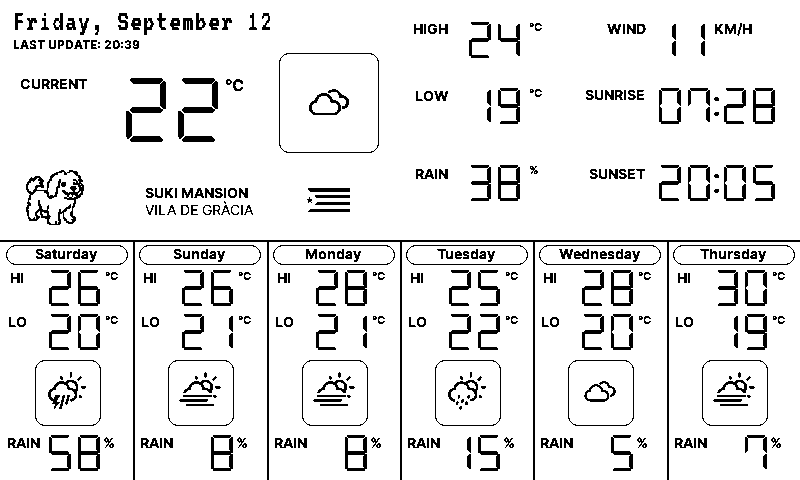 Friday, September 12
LAST UPDATE: 20:39
CURRENT 22 °C
HIGH 24 °C
WIND 11 KM/H
LOW 19 °C
SUNRISE 07:28
RAIN 38 %
SUNSET 20:05
SUKI MANSION
VILA DE GRÀCIA
Saturday
HI 26 °C
LO 20 °C
RAIN 58 %
Sunday
HI 26 °C
LO 21 °C
RAIN 8 %
Monday
HI 28 °C
LO 21 °C
RAIN 8 %
Tuesday
HI 25 °C
LO 22 °C
RAIN 15 %
Wednesday
HI 28 °C
LO 20 °C
RAIN 5 %
Thursday
HI 30 °C
LO 19 °C
RAIN 7 %